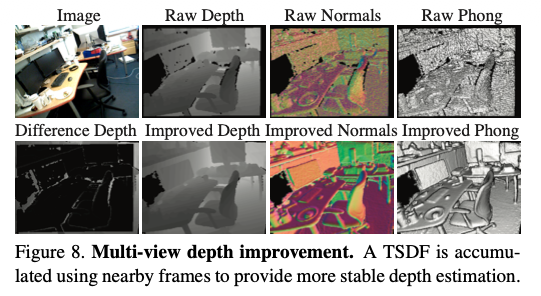 Image Raw Depth Raw Normals Raw Phong
Difference Depth Improved Depth Improved Normals Improved Phong
Figure 8. Multi-view depth improvement. A TSDF is accumu-
lated using nearby frames to provide more stable depth estimation.